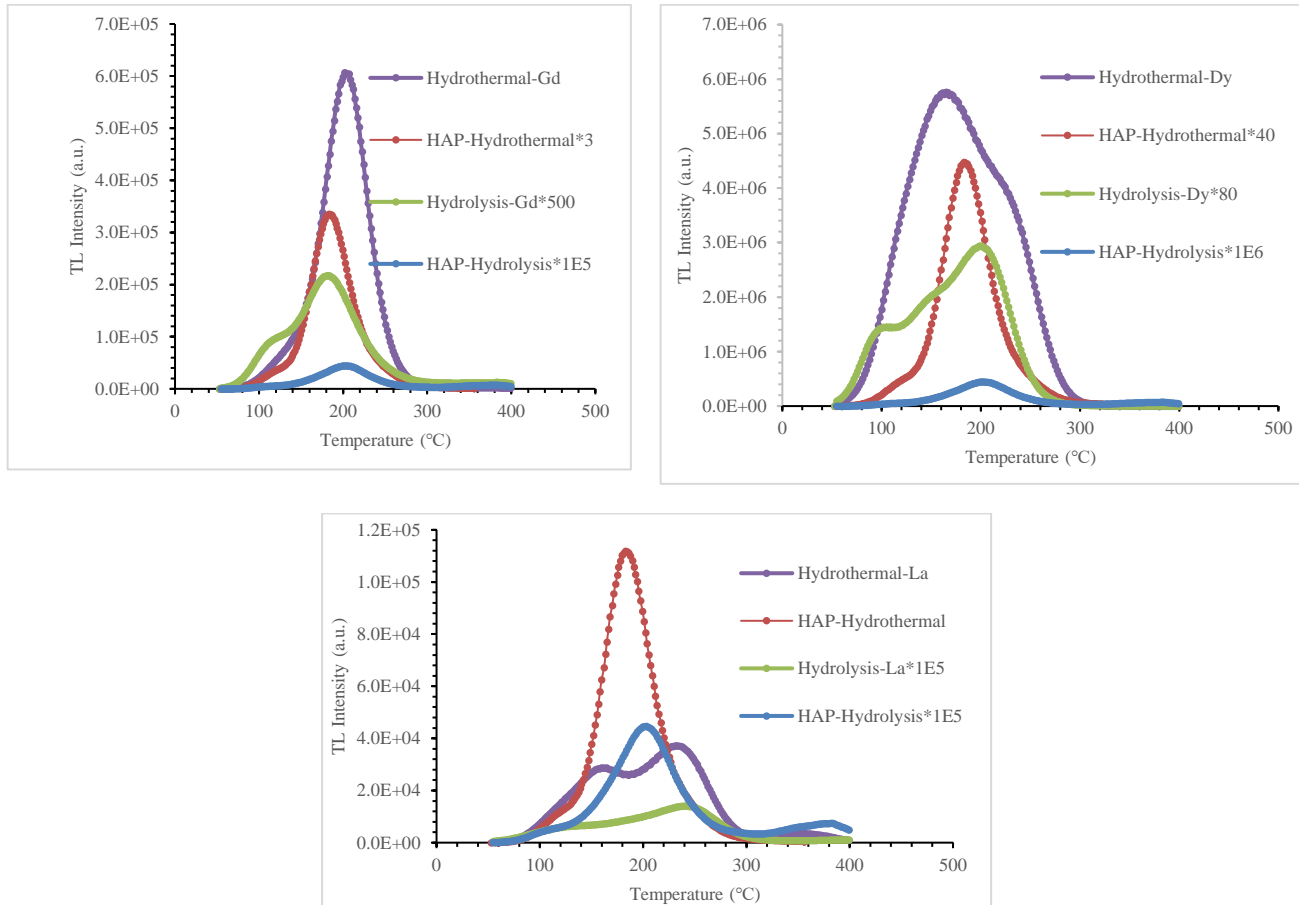 7.0E+05
6.0E+05
5.0E+05
4.0E+05
3.0E+05
2.0E+05
1.0E+05
0.0E+00
TL Intensity (a.u.)
0 100 200 300 400 500
Temperature (℃)
Hydrothermal-Gd
HAP-Hydrothermal*3
Hydrolysis-Gd*500
HAP-Hydrolysis*1E5
7.0E+06
6.0E+06
5.0E+06
4.0E+06
3.0E+06
2.0E+06
1.0E+06
0.0E+00
TL Intensity (a.u.)
0 100 200 300 400 500
Temperature (℃)
Hydrothermal-Dy
HAP-Hydrothermal*40
Hydrolysis-Dy*80
HAP-Hydrolysis*1E6
1.2E+05
1.0E+05
8.0E+04
6.0E+04
4.0E+04
2.0E+04
0.0E+00
TL Intensity (a.u.)
0 100 200 300 400 500
Temperature (℃)
Hydrothermal-La
HAP-Hydrothermal
Hydrolysis-La*1E5
HAP-Hydrolysis*1E5